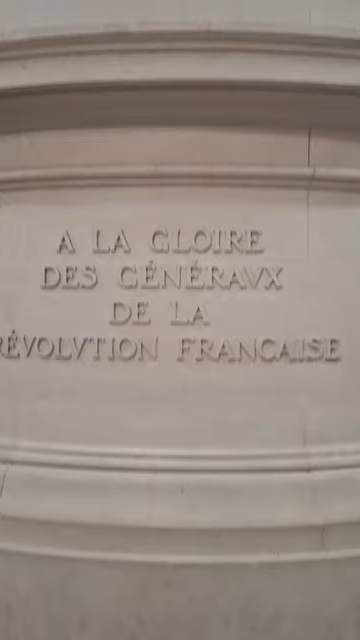 A LA GLOIRE
DES GÉNÉRAVX
DE LA
RÉVOLVTION FRANCAISE